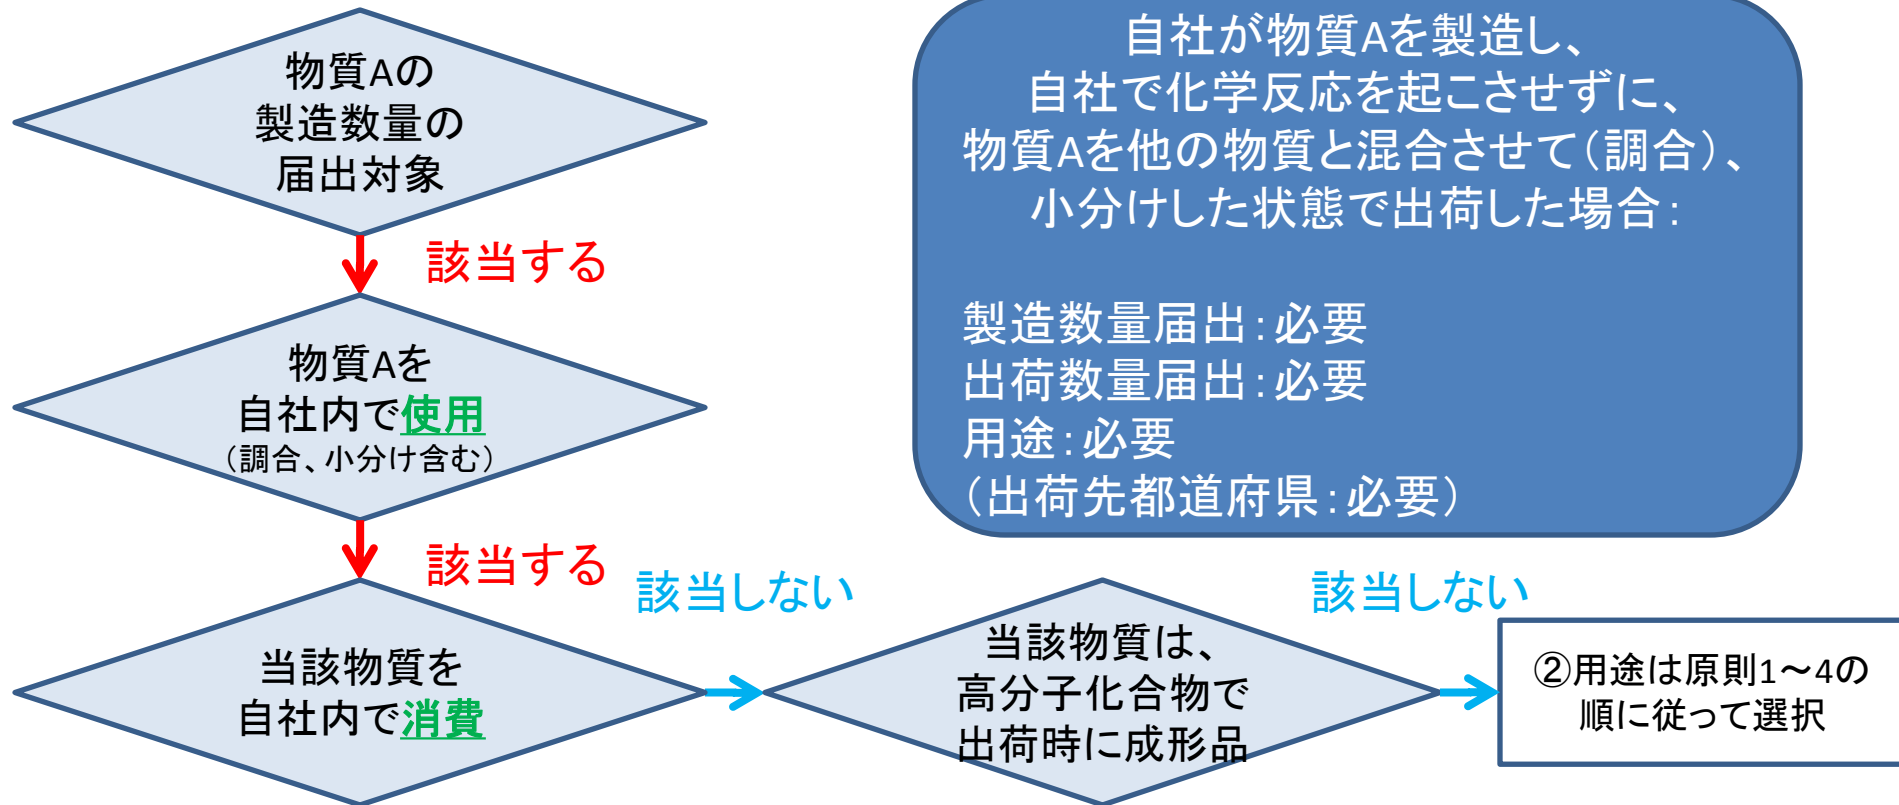 物質Aの
製造数量の
届出対象
該当する
物質Aを
自社内で使用
（調合、小分け含む）
該当する
当該物質を
自社内で消費
該当しない
当該物質は、
高分子化合物で
出荷時に成形品
該当しない
②用途は原則1～4の
順に従って選択
自社が物質Aを製造し、
自社で化学反応を起こさせずに、
物質Aを他の物質と混合させて（調合）、
小分けした状態で出荷した場合：
製造数量届出：必要
出荷数量届出：必要
用途：必要
（出荷先都道府県：必要）